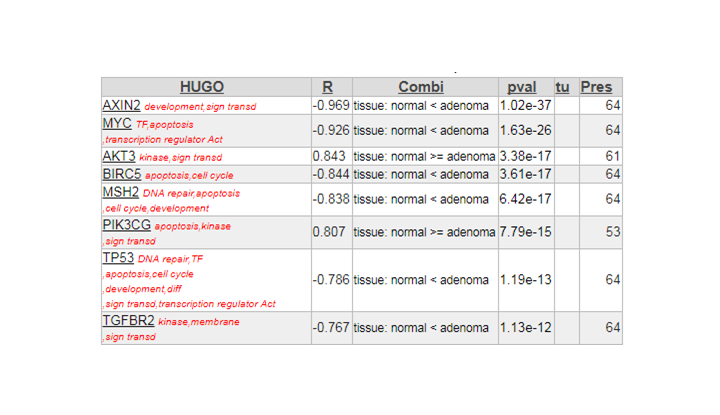 HUGO R Combi pval tu Pres
AXIN2 development,sign transd -0.969 tissue: normal < adenoma 1.02e-37 64
MYC TF,apoptosis
,transcription regulator Act -0.926 tissue: normal < adenoma 1.63e-26 64
AKT3 kinase,sign transd 0.843 tissue: normal >= adenoma 3.38e-17 61
BIRC5 apoptosis,cell cycle -0.844 tissue: normal < adenoma 3.61e-17 64
MSH2 DNA repair,apoptosis
,cell cycle,development -0.838 tissue: normal < adenoma 6.42e-17 64
PIK3CG apoptosis,kinase
,sign transd 0.807 tissue: normal >= adenoma 7.79e-15 53
TP53 DNA repair,TF
,apoptosis,cell cycle
,development,diff
,sign transd,transcription regulator Act -0.786 tissue: normal < adenoma 1.19e-13 64
TGFBR2 kinase,membrane
,sign transd -0.767 tissue: normal < adenoma 1.13e-12 64